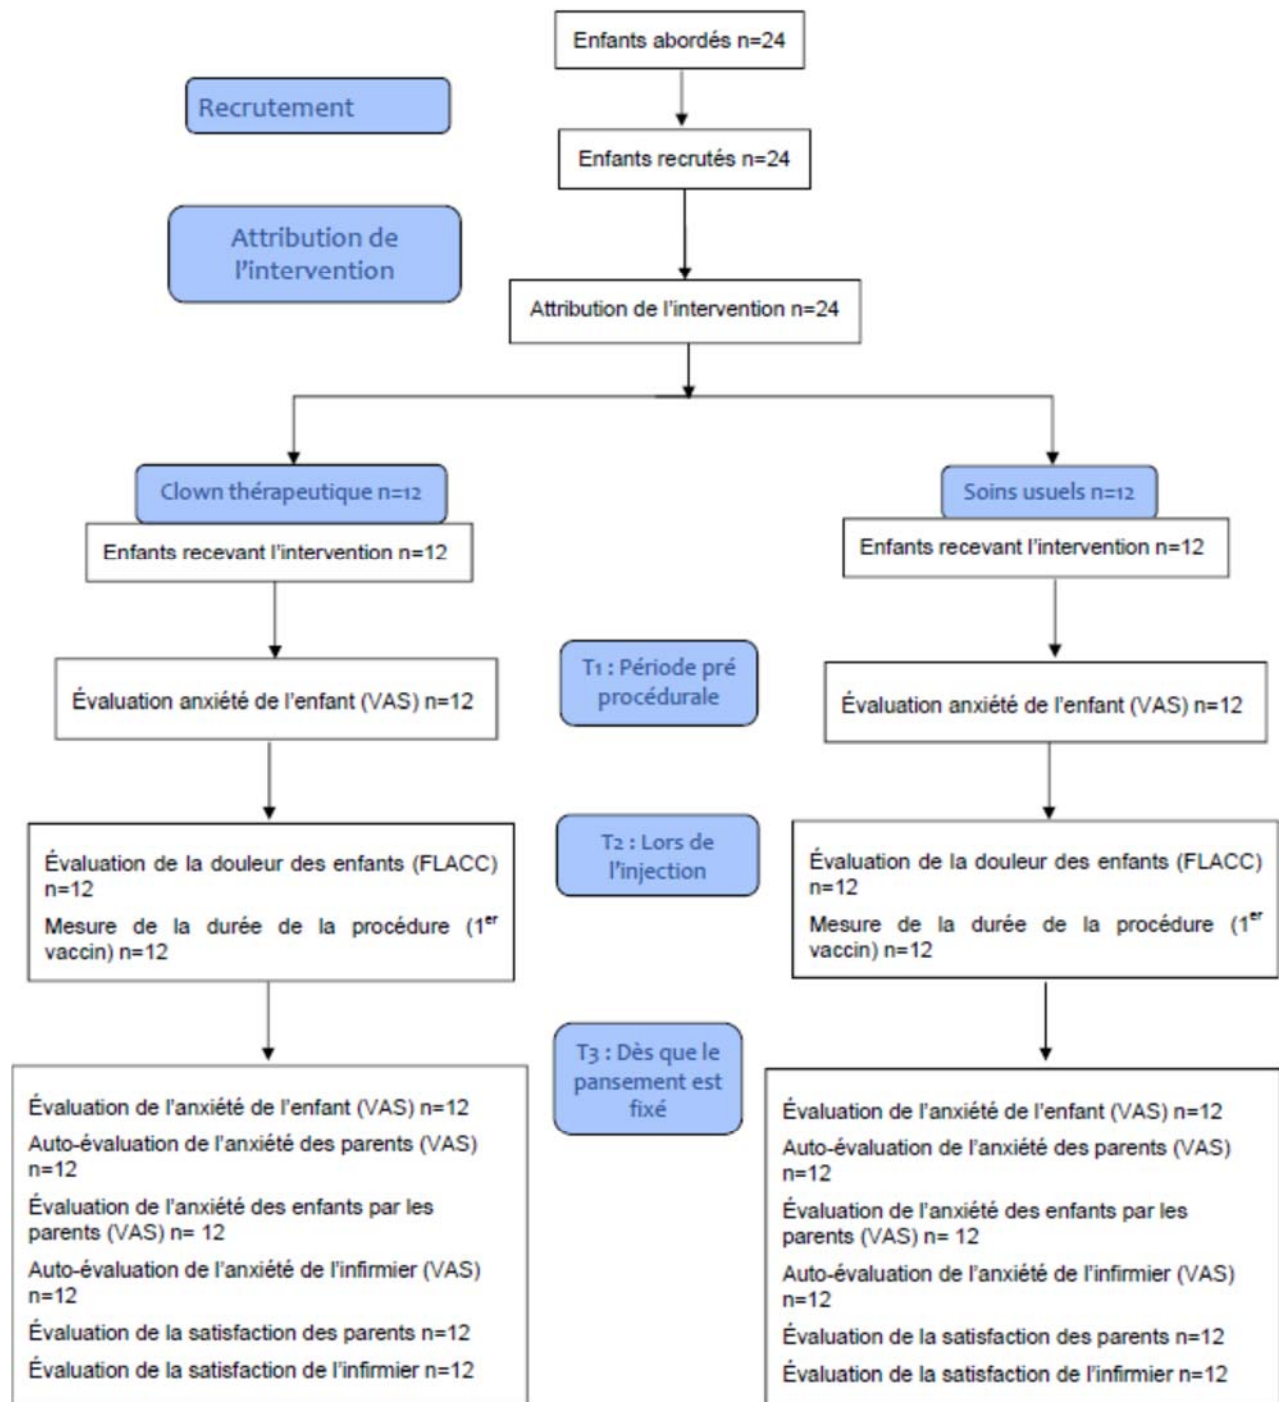 Enfants abordés n=24
Recrutement
Enfants recrutés n=24
Attribution de
l'intervention
Attribution de l'intervention n=24
Clown thérapeutique n=12
Enfants recevant l'intervention n=12
Soins usuels n=12
Enfants recevant l'intervention n=12
T1 : Période pré
procédurale
Évaluation anxiété de l'enfant (VAS) n=12
Évaluation anxiété de l'enfant (VAS) n=12
T2 : Lors de
l'injection
Évaluation de la douleur des enfants (FLACC)
n=12
Mesure de la durée de la procédure (1er
vaccin) n=12
Évaluation de la douleur des enfants (FLACC)
n=12
Mesure de la durée de la procédure (1er
vaccin) n=12
T3 : Dès que le
pansement est
fixé
Évaluation de l'anxiété de l'enfant (VAS) n=12
Auto-évaluation de l'anxiété des parents (VAS)
n=12
Évaluation de l'anxiété des enfants par les
parents (VAS) n= 12
Auto-évaluation de l'anxiété de l'infirmier (VAS)
n=12
Évaluation de la satisfaction des parents n=12
Évaluation de la satisfaction de l'infirmier n=12
Évaluation de l'anxiété de l'enfant (VAS) n=12
Auto-évaluation de l'anxiété des parents (VAS)
n=12
Évaluation de l'anxiété des enfants par les
parents (VAS) n= 12
Auto-évaluation de l'anxiété de l'infirmier (VAS)
n=12
Évaluation de la satisfaction des parents n=12
Évaluation de la satisfaction de l'infirmier n=12